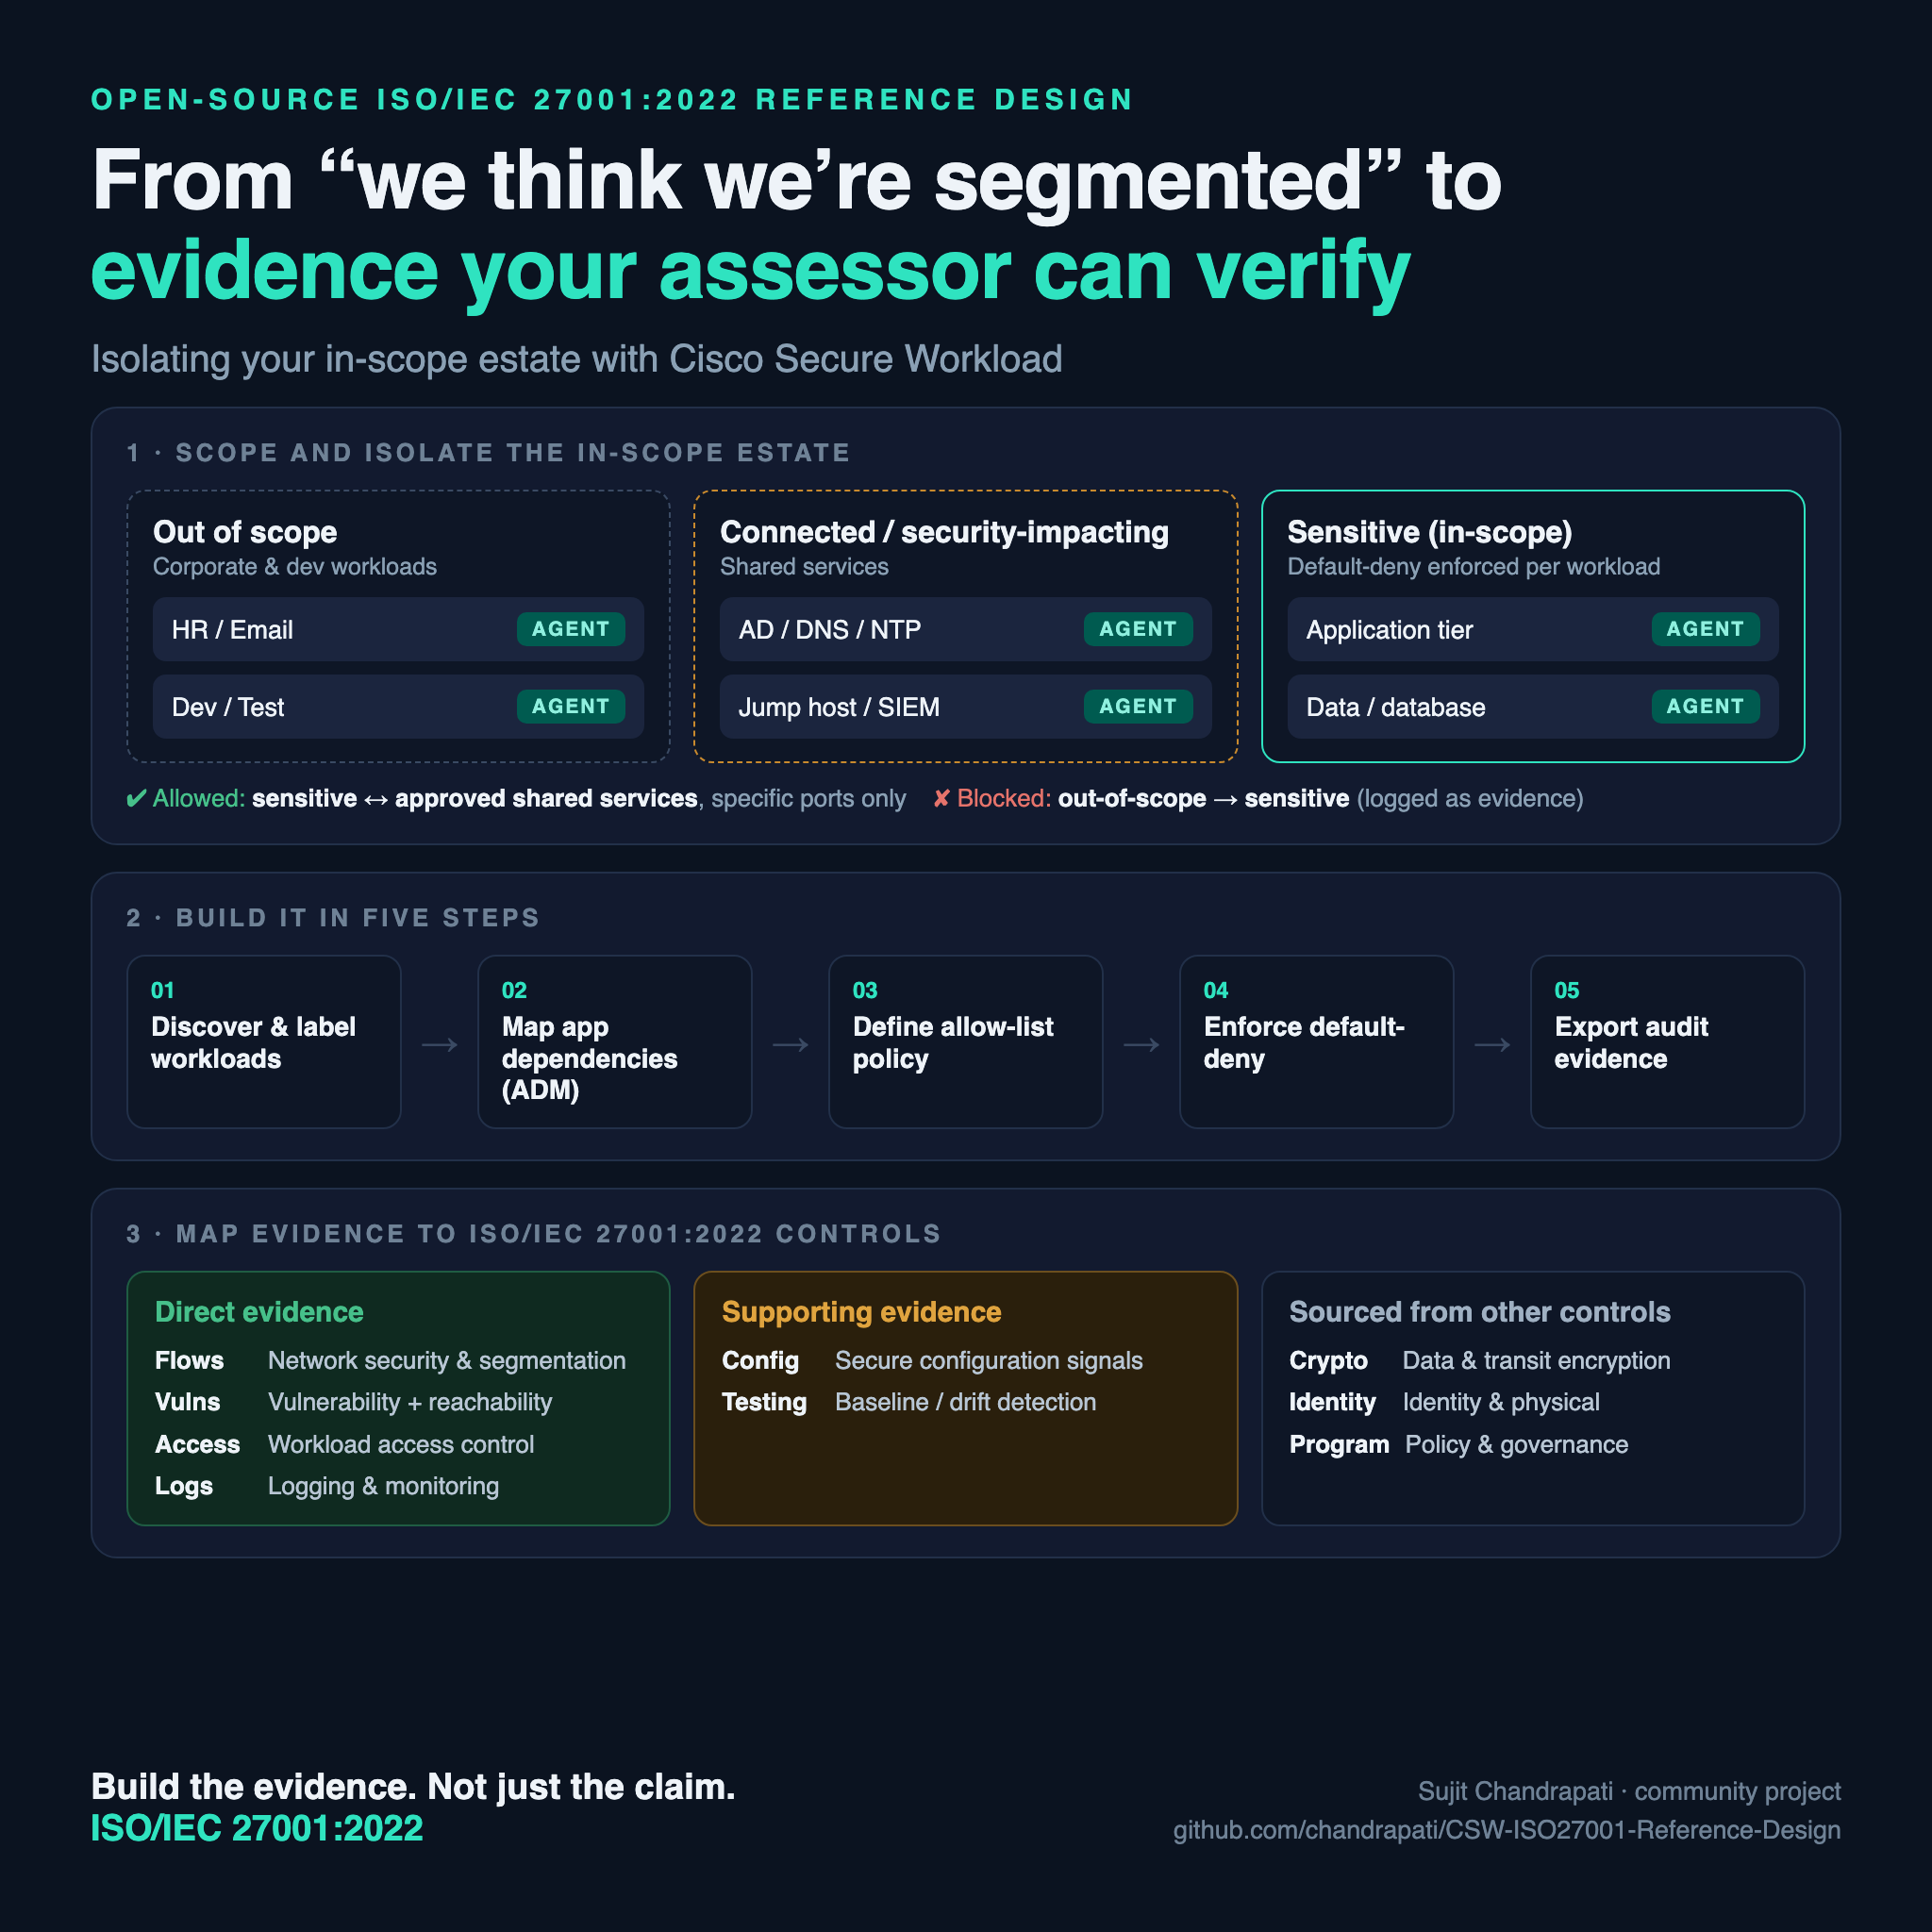 OPEN-SOURCE ISO/IEC 27001:2022 REFERENCE DESIGN
From “we think we’re segmented” to
evidence your assessor can verify
Isolating your in-scope estate with Cisco Secure Workload
1 · SCOPE AND ISOLATE THE IN-SCOPE ESTATE
Out of scope
Corporate & dev workloads
HR / Email AGENT
Dev / Test AGENT
Connected / security-impacting
Shared services
AD / DNS / NTP AGENT
Jump host / SIEM AGENT
Sensitive (in-scope)
Default-deny enforced per workload
Application tier AGENT
Data / database AGENT
✔ Allowed: sensitive ↔ approved shared services, specific ports only ✘ Blocked: out-of-scope → sensitive (logged as evidence)
2 · BUILD IT IN FIVE STEPS
01
Discover & label
workloads
→
02
Map app
dependencies
(ADM)
→
03
Define allow-list
policy
→
04
Enforce default-
deny
→
05
Export audit
evidence
3 · MAP EVIDENCE TO ISO/IEC 27001:2022 CONTROLS
Direct evidence
Flows Network security & segmentation
Vulns Vulnerability + reachability
Access Workload access control
Logs Logging & monitoring
Supporting evidence
Config Secure configuration signals
Testing Baseline / drift detection
Sourced from other controls
Crypto Data & transit encryption
Identity Identity & physical
Program Policy & governance
Build the evidence. Not just the claim.
ISO/IEC 27001:2022
Sujit Chandrapati · community project
github.com/chandrapati/CSW-ISO27001-Reference-Design